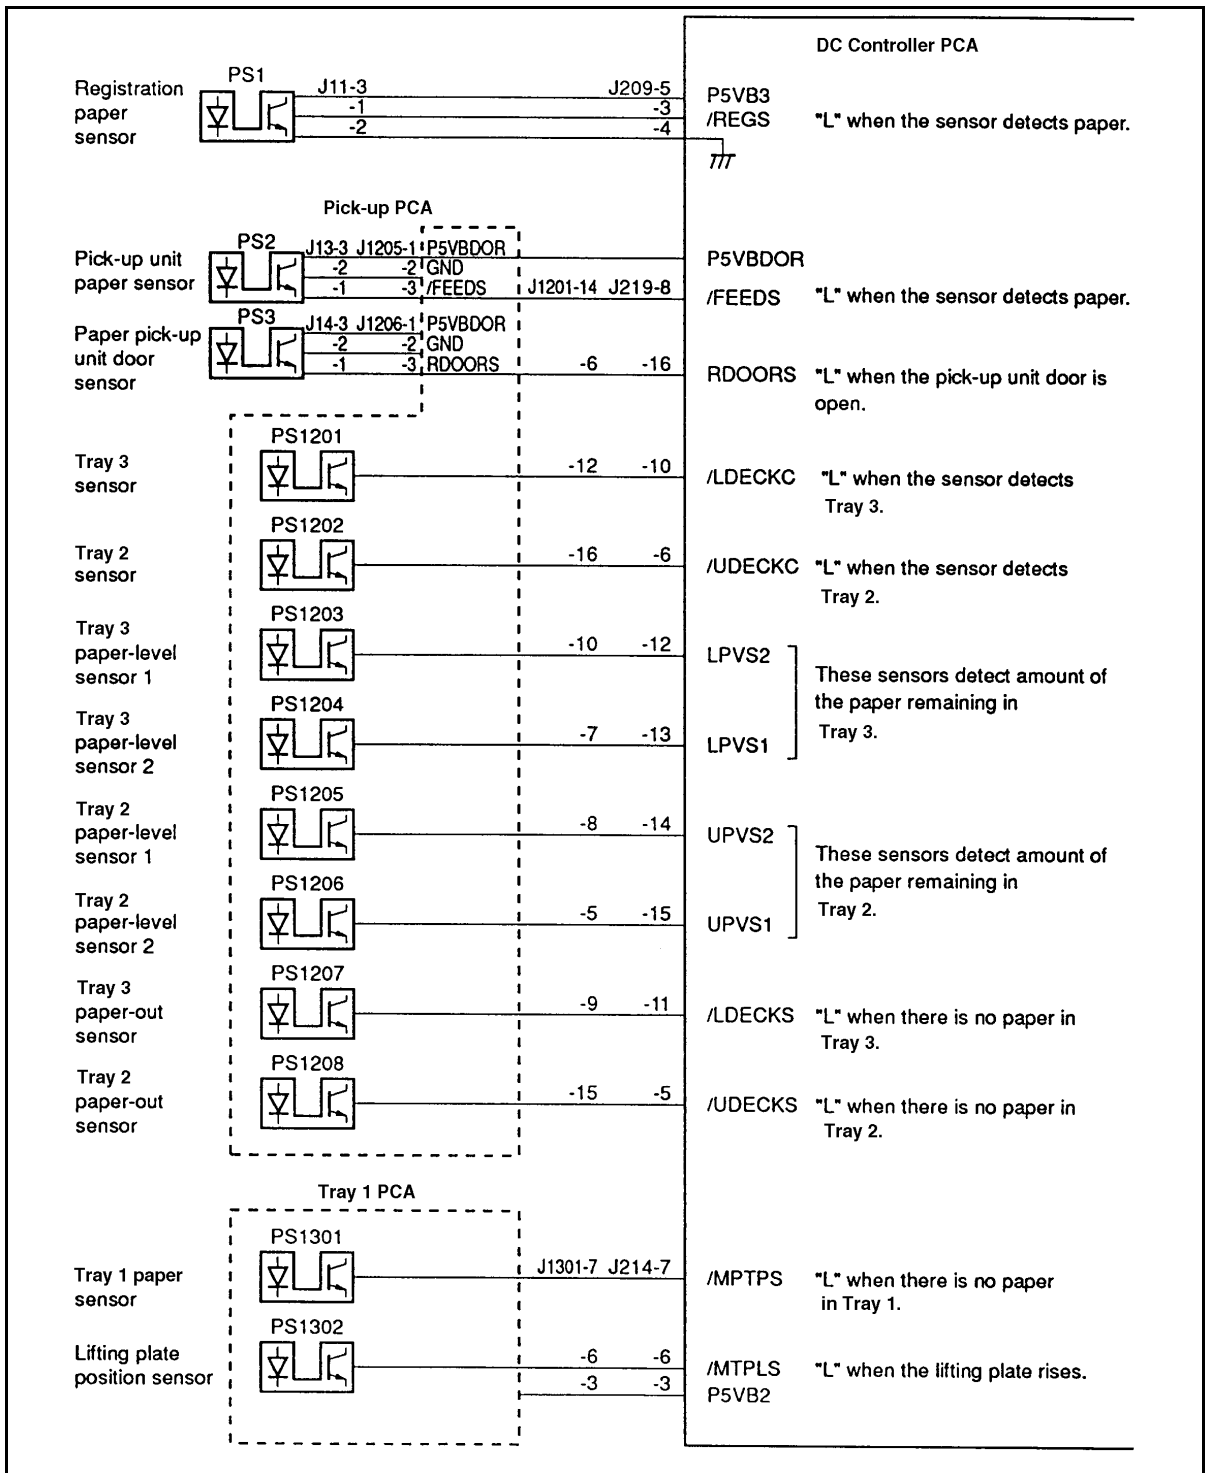 DC Controller PCA
Registration
paper
sensor
PS1
J11-3
-1
-2
J209-5
-3
-4
P5VB3
/REGS
"L" when the sensor detects paper.
Pick-up PCA
Pick-up unit
paper sensor
PS2
J13-3 J1205-1 P5VBDOR
-2 -2 GND
-1 -3 /FEEDS
J1201-14 J219-8
P5VBDOR
/FEEDS "L" when the sensor detects paper.
Paper pick-up
unit door
sensor
PS3
J14-3 J1206-1 P5VBDOR
-2 -2 GND
-1 -3 RDOORS
-6 -16
RDOORS "L" when the pick-up unit door is
open.
Tray 3
sensor
PS1201
-12 -10
/LDECKC "L" when the sensor detects
Tray 3.
Tray 2
sensor
PS1202
-16 -6
/UDECKC "L" when the sensor detects
Tray 2.
Tray 3
paper-level
sensor 1
PS1203
-10 -12
LPVS2
Tray 3
paper-level
sensor 2
PS1204
-7 -13
LPVS1
These sensors detect amount of
the paper remaining in
Tray 3.
Tray 2
paper-level
sensor 1
PS1205
-8 -14
UPVS2
Tray 2
paper-level
sensor 2
PS1206
-5 -15
UPVS1
These sensors detect amount of
the paper remaining in
Tray 2.
Tray 3
paper-out
sensor
PS1207
-9 -11
/LDECKS "L" when there is no paper in
Tray 3.
Tray 2
paper-out
sensor
PS1208
-15 -5
/UDECKS "L" when there is no paper in
Tray 2.
Tray 1 PCA
Tray 1 paper
sensor
PS1301
J1301-7 J214-7
/MPTPS "L" when there is no paper
in Tray 1.
Lifting plate
position sensor
PS1302
-6 -6
-3 -3
/MTPLS "L" when the lifting plate rises.
P5VB2